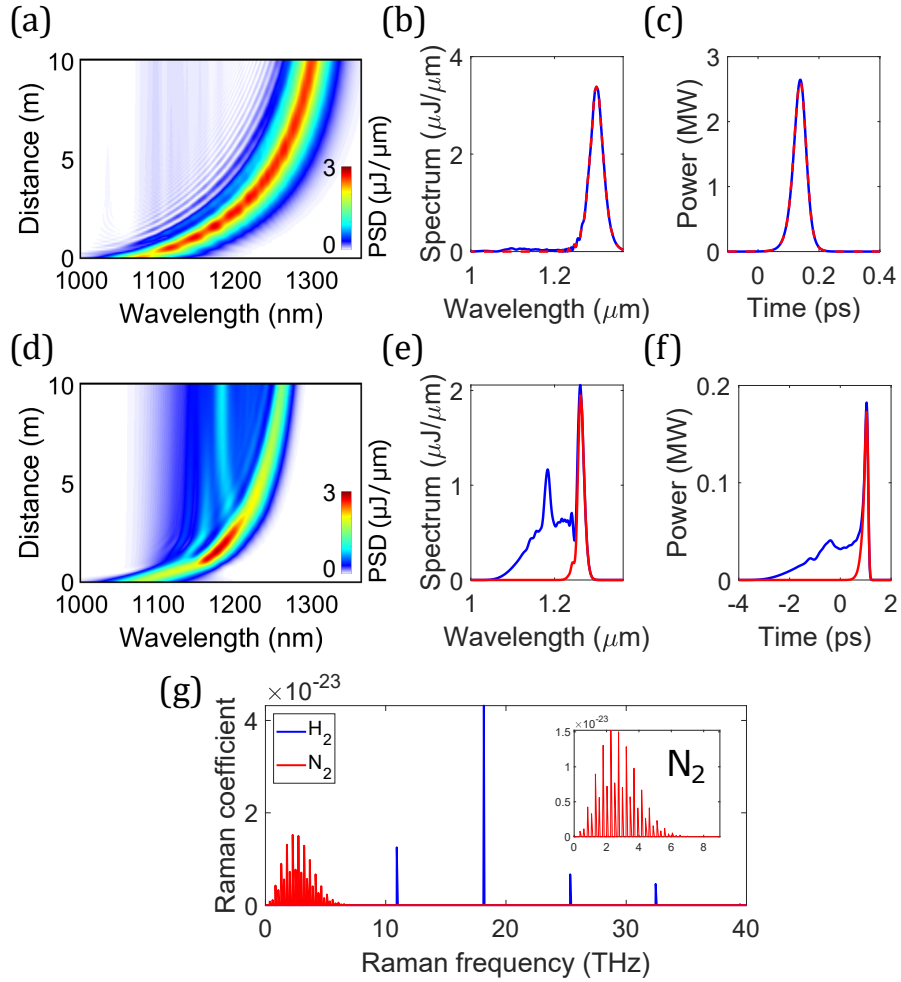 (a)
Distance (m)
10
5
0
1000 1100 1200 1300
Wavelength (nm)
3
0
PSD (μJ/μm)
(b)
Spectrum (μJ/μm)
4
2
0
1 1.2
Wavelength (μm)
(c)
Power (MW)
3
2
1
0
0 0.2 0.4
Time (ps)
(d)
Distance (m)
10
5
0
1000 1100 1200 1300
Wavelength (nm)
3
0
PSD (μJ/μm)
(e)
Spectrum (μJ/μm)
2
1
0
1 1.2
Wavelength (μm)
(f)
Power (MW)
0.2
0.1
0
-4 -2 0 2
Time (ps)
(g)
×10-23
Raman coefficient
4
2
0
0 10 20 30 40
Raman frequency (THz)
H2
N2
×10-23
1.5
1
0.5
0
0 2 4 6 8
N2